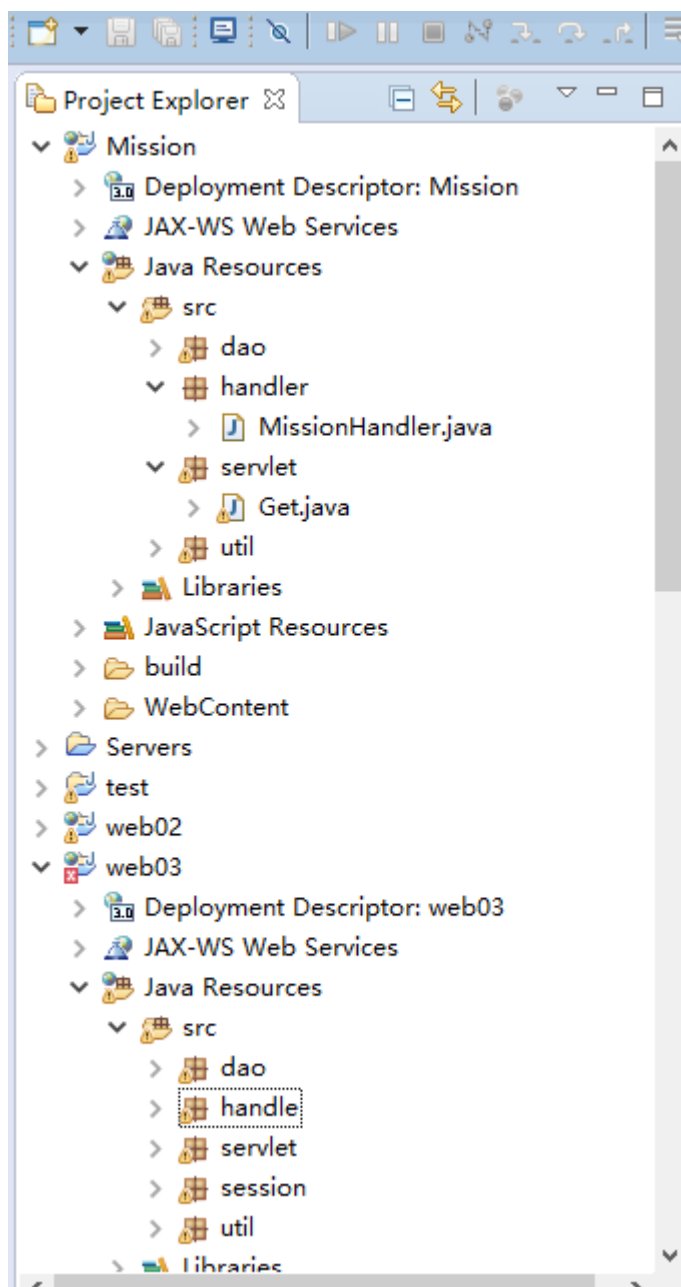 Project Explorer
Mission
Deployment Descriptor: Mission
JAX-WS Web Services
Java Resources
src
dao
handler
MissionHandler.java
servlet
Get.java
util
Libraries
JavaScript Resources
build
WebContent
Servers
test
web02
web03
Deployment Descriptor: web03
JAX-WS Web Services
Java Resources
src
dao
handle
servlet
session
util
Libraries